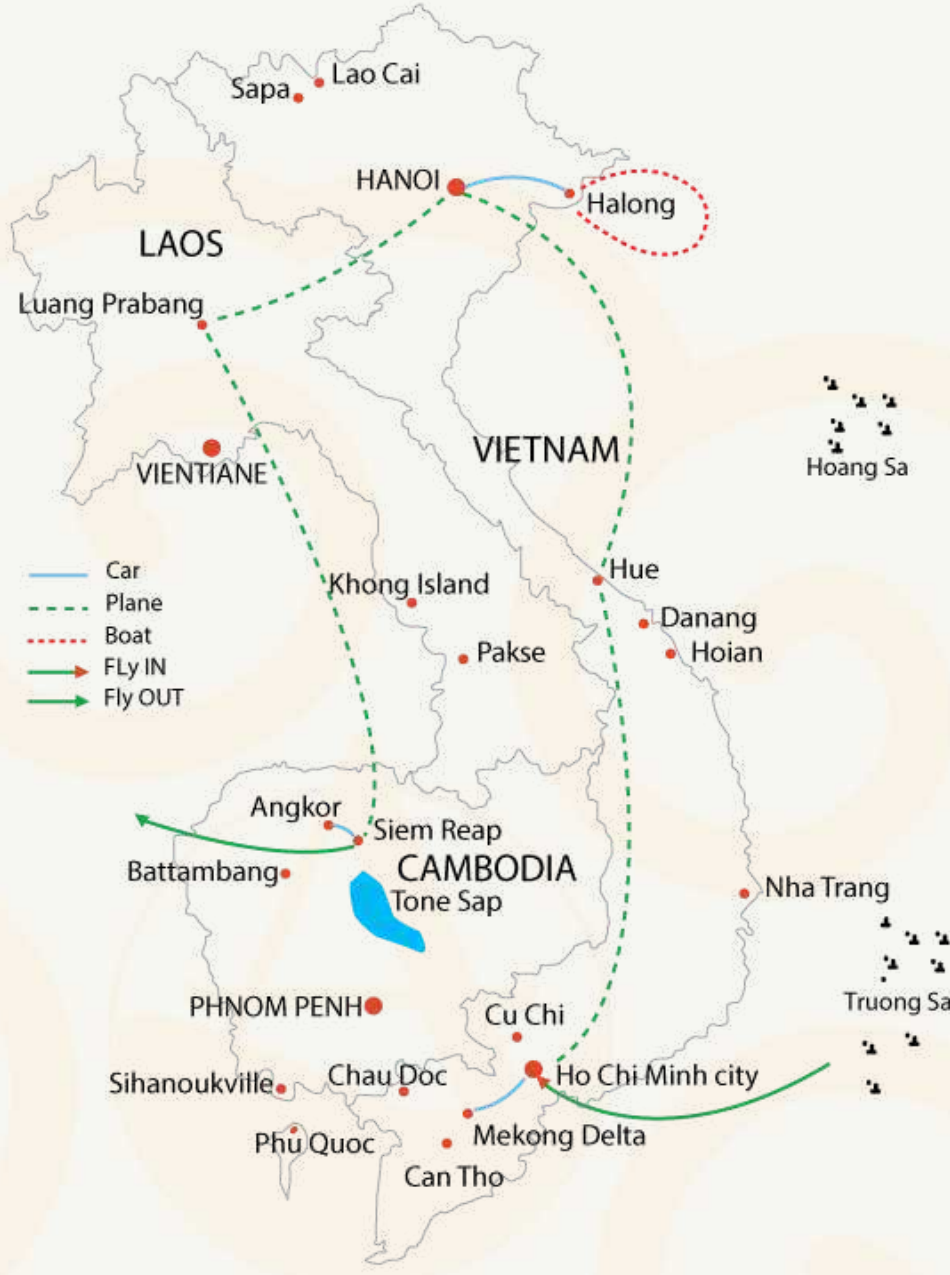 Sapa
Lao Cai
HANOI
Halong
LAOS
Luang Prabang
VIETNAM
Hoang Sa
VIENTIANE
Car
Plane
Boat
FLy IN
Fly OUT
Khong Island
Hue
Danang
Pakse
Hoian
Angkor
Siem Reap
CAMBODIA
Battambang
Tone Sap
Nha Trang
PHNOM PENH
Truong Sa
Cu Chi
Sihanoukville
Chau Doc
Ho Chi Minh city
Phu Quoc
Mekong Delta
Can Tho